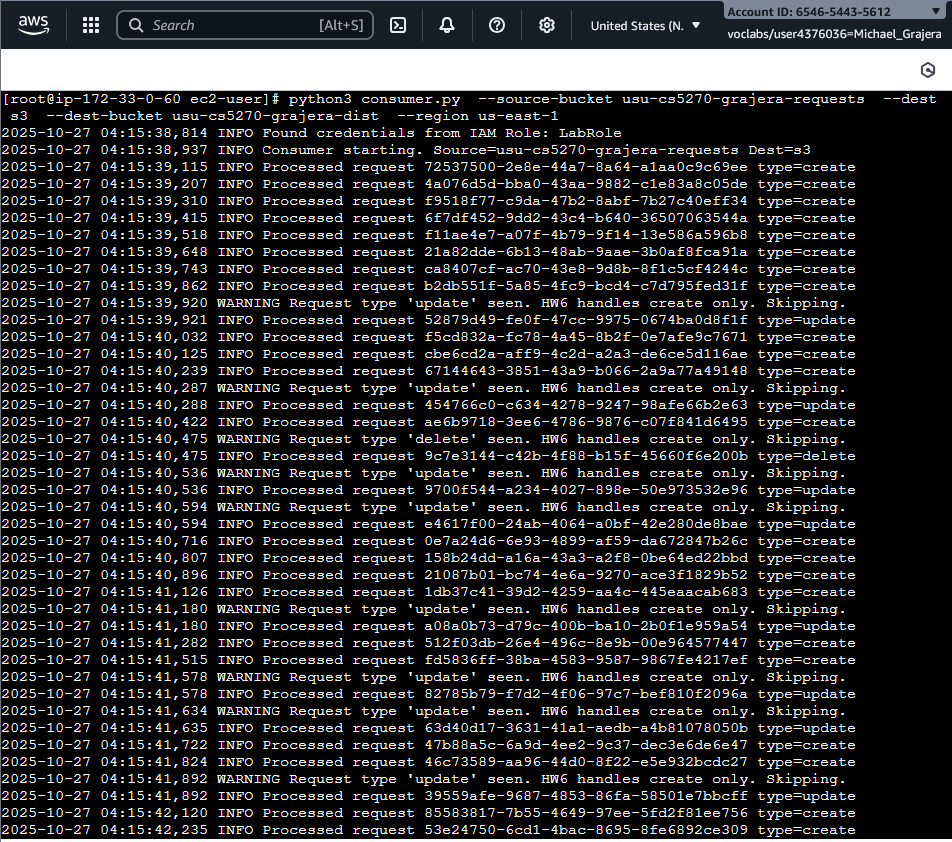 aws
Search [Alt+S]
United States (N. ▼
Account ID: 6546-5443-5612
voclabs/user4376036=Michael_Grajera
[root@ip-172-33-0-60 ec2-user]# python3 consumer.py  --source-bucket usu-cs5270-grajera-requests  --dest
 s3  --dest-bucket usu-cs5270-grajera-dist  --region us-east-1
2025-10-27 04:15:38,814 INFO Found credentials from IAM Role: LabRole
2025-10-27 04:15:38,937 INFO Consumer starting. Source=usu-cs5270-grajera-requests Dest=s3
2025-10-27 04:15:39,115 INFO Processed request 72537500-2e8e-44a7-8a64-a1aa0c9c69ee type=create
2025-10-27 04:15:39,207 INFO Processed request 4a076d5d-bba0-43aa-9882-c1e83a8c05de type=create
2025-10-27 04:15:39,310 INFO Processed request f9518f77-c9da-47b2-8abf-7b27c40eff34 type=create
2025-10-27 04:15:39,415 INFO Processed request 6f7df452-9dd2-43c4-b640-36507063544a type=create
2025-10-27 04:15:39,518 INFO Processed request f11ae4e7-a07f-4b79-9f14-13e586a596b8 type=create
2025-10-27 04:15:39,648 INFO Processed request 21a82dde-6b13-48ab-9aae-3b0af8fca91a type=create
2025-10-27 04:15:39,743 INFO Processed request ca8407cf-ac70-43e8-9d8b-8f1c5cf4244c type=create
2025-10-27 04:15:39,862 INFO Processed request b2db551f-5a85-4fc9-bcd4-c7d795fed31f type=create
2025-10-27 04:15:39,920 WARNING Request type 'update' seen. HW6 handles create only. Skipping.
2025-10-27 04:15:39,921 INFO Processed request 52879d49-fe0f-47cc-9975-0674ba0d8f1f type=update
2025-10-27 04:15:40,032 INFO Processed request f5cd832a-fc78-4a45-8b2f-0e7afe9c7671 type=create
2025-10-27 04:15:40,125 INFO Processed request cbe6cd2a-aff9-4c2d-a2a3-de6ce5d116ae type=create
2025-10-27 04:15:40,239 INFO Processed request 67144643-3851-43a9-b066-2a9a77a49148 type=create
2025-10-27 04:15:40,287 WARNING Request type 'update' seen. HW6 handles create only. Skipping.
2025-10-27 04:15:40,288 INFO Processed request 454766c0-c634-4278-9247-98afe66b2e63 type=update
2025-10-27 04:15:40,422 INFO Processed request ae6b9718-3ee6-4786-9876-c07f841d6495 type=create
2025-10-27 04:15:40,475 WARNING Request type 'delete' seen. HW6 handles create only. Skipping.
2025-10-27 04:15:40,475 INFO Processed request 9c7e3144-c42b-4f88-b15f-45660f6e200b type=delete
2025-10-27 04:15:40,536 WARNING Request type 'update' seen. HW6 handles create only. Skipping.
2025-10-27 04:15:40,536 INFO Processed request 9700f544-a234-4027-898e-50e973532e96 type=update
2025-10-27 04:15:40,594 WARNING Request type 'update' seen. HW6 handles create only. Skipping.
2025-10-27 04:15:40,594 INFO Processed request e4617f00-24ab-4064-a0bf-42e280de8bae type=update
2025-10-27 04:15:40,716 INFO Processed request 0e7a24d6-6e93-4899-af59-da672847b26c type=create
2025-10-27 04:15:40,807 INFO Processed request 158b24dd-a16a-43a3-a2f8-0be64ed22bbd type=create
2025-10-27 04:15:40,896 INFO Processed request 21087b01-bc74-4e6a-9270-ace3f1829b52 type=create
2025-10-27 04:15:41,126 INFO Processed request 1db37c41-39d2-4259-aa4c-445eaacab683 type=create
2025-10-27 04:15:41,180 WARNING Request type 'update' seen. HW6 handles create only. Skipping.
2025-10-27 04:15:41,180 INFO Processed request a08a0b73-d79c-400b-ba10-2b0f1e959a54 type=update
2025-10-27 04:15:41,282 INFO Processed request 512f03db-26e4-496c-8e9b-00e964577447 type=create
2025-10-27 04:15:41,515 INFO Processed request fd5836ff-38ba-4583-9587-9867fe4217ef type=create
2025-10-27 04:15:41,578 WARNING Request type 'update' seen. HW6 handles create only. Skipping.
2025-10-27 04:15:41,578 INFO Processed request 82785b79-f7d2-4f06-97c7-bef810f2096a type=update
2025-10-27 04:15:41,634 WARNING Request type 'update' seen. HW6 handles create only. Skipping.
2025-10-27 04:15:41,635 INFO Processed request 63d40d17-3631-41a1-aedb-a4b81078050b type=update
2025-10-27 04:15:41,722 INFO Processed request 47b88a5c-6a9d-4ee2-9c37-dec3e6de6e47 type=create
2025-10-27 04:15:41,824 INFO Processed request 46c73589-aa96-44d0-8f22-e5e932bcdc27 type=create
2025-10-27 04:15:41,892 WARNING Request type 'update' seen. HW6 handles create only. Skipping.
2025-10-27 04:15:41,892 INFO Processed request 39559afe-9687-4853-86fa-58501e7bbcff type=update
2025-10-27 04:15:42,120 INFO Processed request 85583817-7b55-4649-97ee-5fd2f81ee756 type=create
2025-10-27 04:15:42,235 INFO Processed request 53e24750-6cd1-4bac-8695-8fe6892ce309 type=create